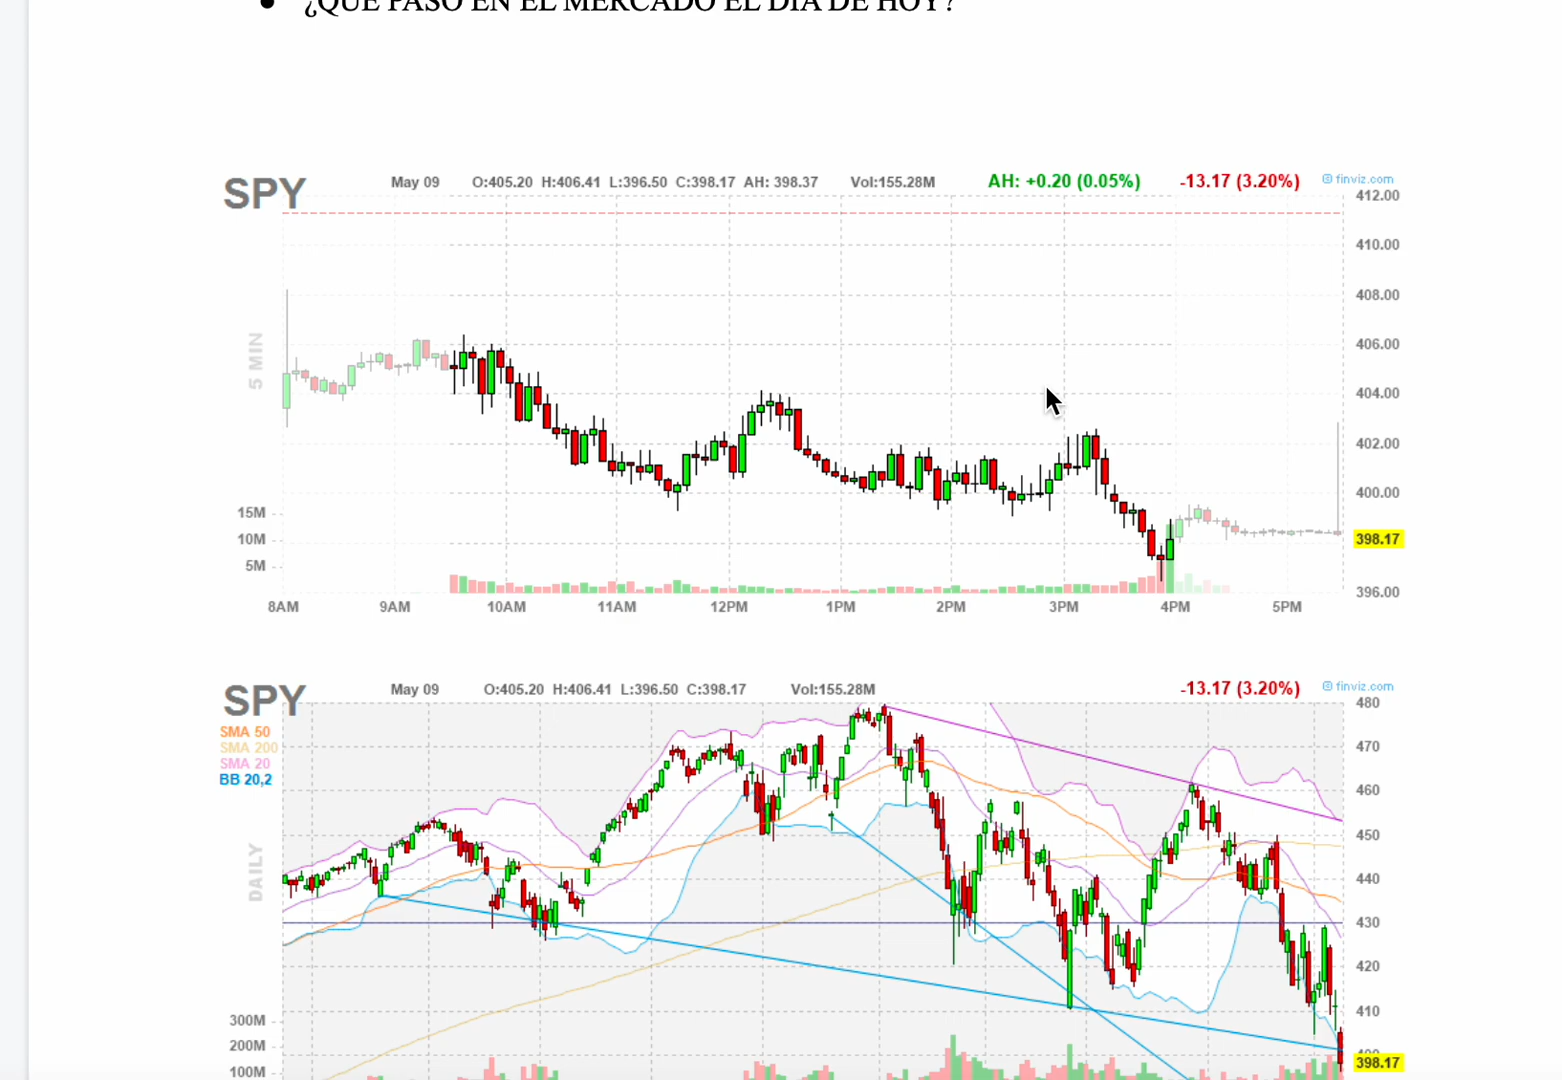 ● ¿QUÉ PASÓ EN EL MERCADO EL DÍA DE HOY?
SPY May 09 O:405.20 H:406.41 L:396.50 C:398.17 AH: 398.37 Vol:155.28M AH: +0.20 (0.05%) -13.17 (3.20%) © finviz.com
412.00
410.00
408.00
406.00
5 MIN
404.00
402.00
400.00
15M
10M
398.17
5M
396.00
8AM 9AM 10AM 11AM 12PM 1PM 2PM 3PM 4PM 5PM
SPY May 09 O:405.20 H:406.41 L:396.50 C:398.17 Vol:155.28M -13.17 (3.20%) © finviz.com
480
SMA 50
SMA 200
SMA 20
BB 20,2
470
460
450
DAILY
440
430
420
410
300M
200M
398.17
100M